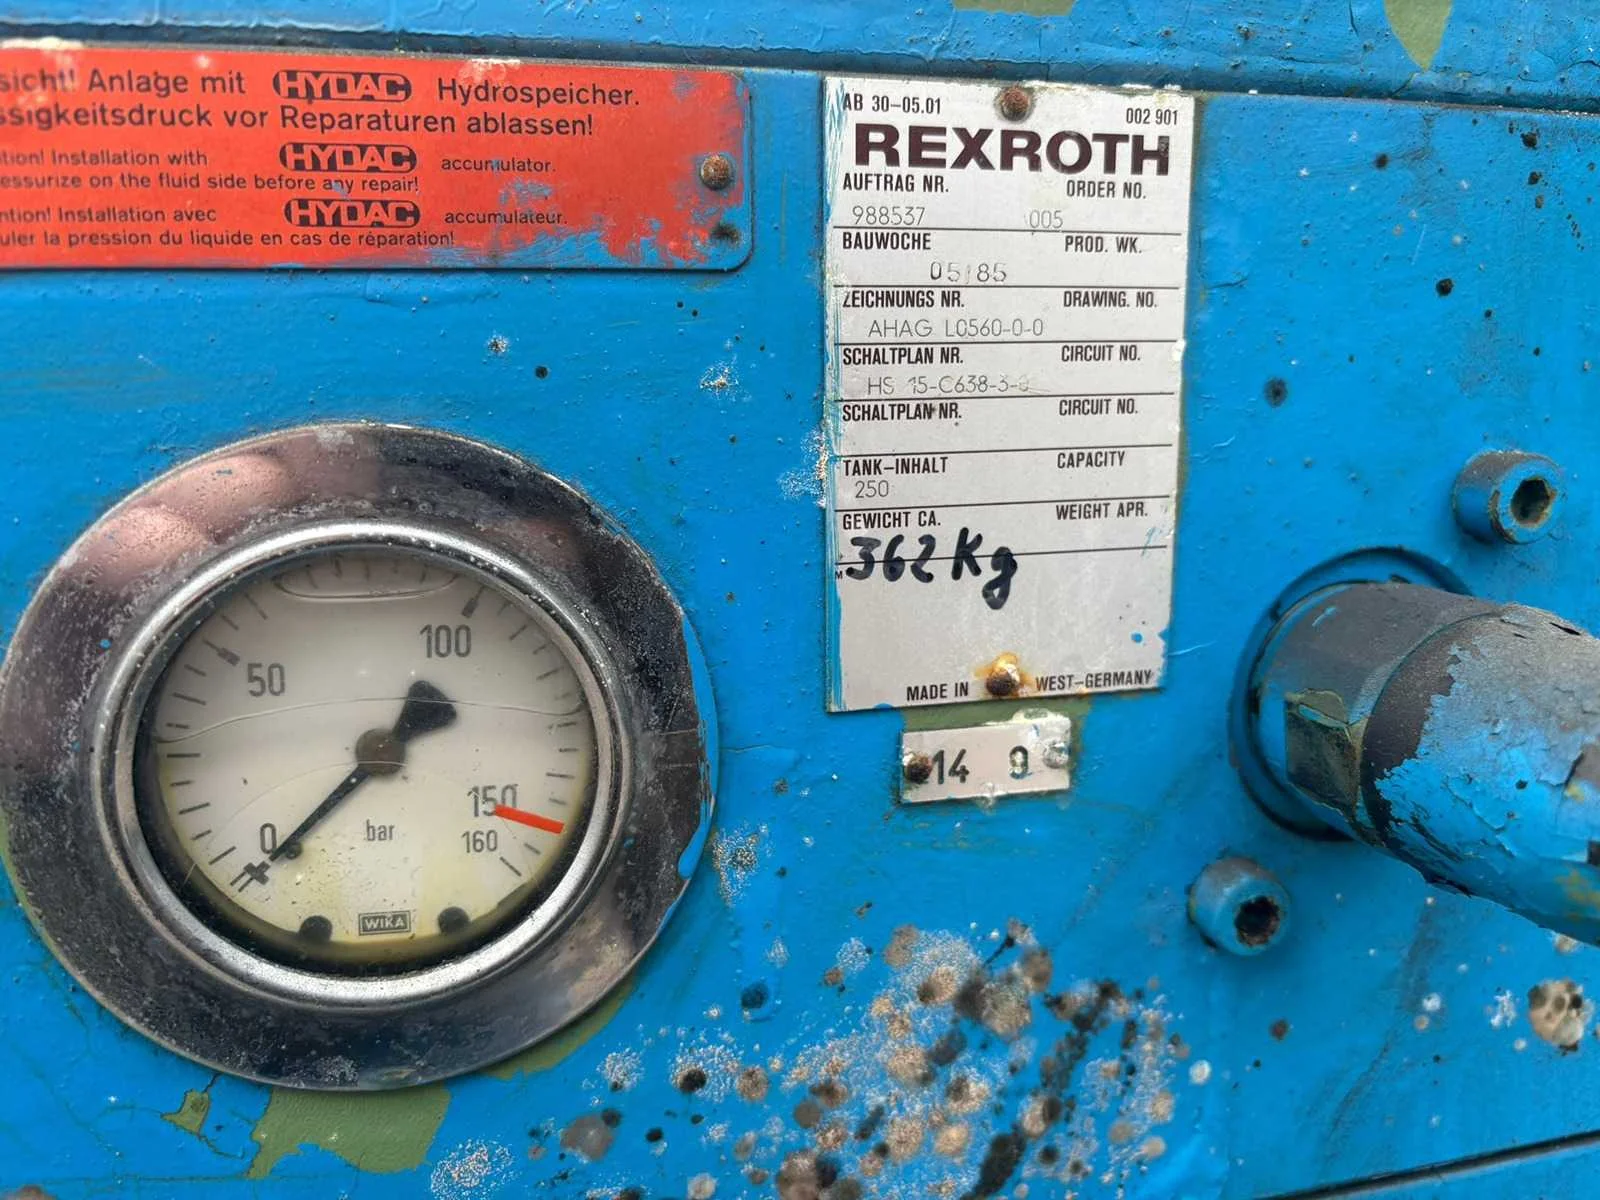 sicht! Anlage mit HYDAC Hydrospeicher.
ssigkeitsdruck vor Reparaturen ablassen!
tion! Installation with HYDAC accumulator.
essurize on the fluid side before any repair!
ntion! Installation avec HYDAC accumulateur.
uler la pression du liquide en cas de réparation!
AB 30-05.01 002 901
REXROTH
AUFTRAG NR. ORDER NO.
988537 005
BAUWOCHE PROD. WK.
05/85
ZEICHNUNGS NR. DRAWING. NO.
AHAG L0560-0-0
SCHALTPLAN NR. CIRCUIT NO.
HS 15-C638-3-0
SCHALTPLAN NR. CIRCUIT NO.
TANK-INHALT CAPACITY
250
GEWICHT CA. WEIGHT APR.
362 Kg
MADE IN WEST-GERMANY
14 9
0
50
100
150
160
bar
WIKA